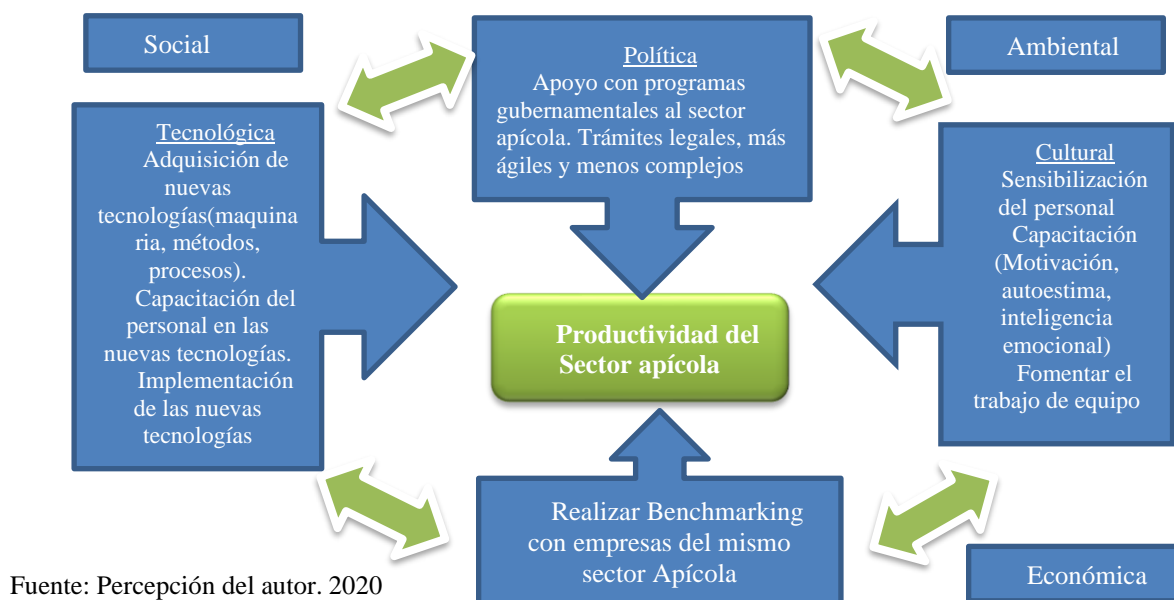 Social
Política
Apoyo con programas
gubernamentales al sector
apícola. Trámites legales, más
ágiles y menos complejos
Ambiental
Tecnológica
Adquisición de
nuevas
tecnologías(maquina
ria, métodos,
procesos).
Capacitación del
personal en las
nuevas tecnologías.
Implementación
de las nuevas
tecnologías
Productividad del
Sector apícola
Cultural
Sensibilización
del personal
Capacitación
(Motivación,
autoestima,
inteligencia
emocional)
Fomentar el
trabajo de equipo
Realizar Benchmarking
con empresas del mismo
sector Apícola
Económica
Fuente: Percepción del autor. 2020